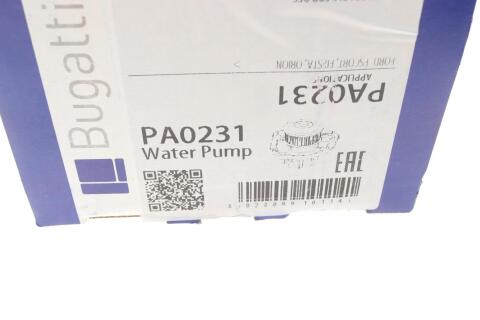 FORD: ESCORT, FIESTA, ORION
>
APPLICATIONS
PA0231
Bugatti
PA0231
Water Pump
EAC